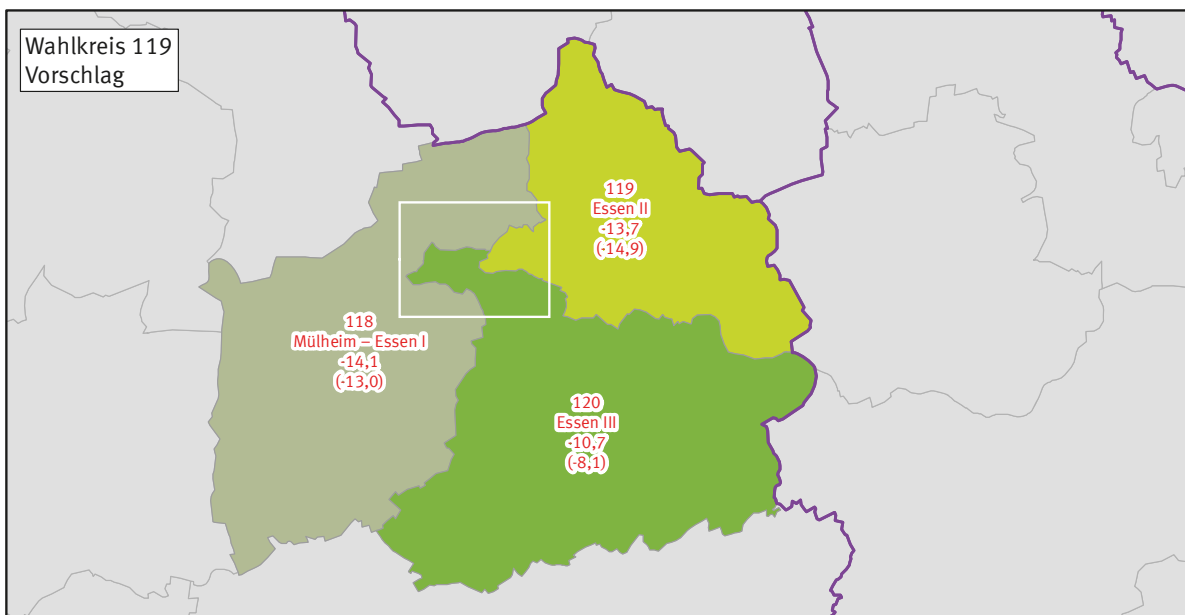 Wahlkreis 119
Vorschlag
119
Essen II
-13,7
(-14,9)
118
Mülheim – Essen I
-14,1
(-13,0)
120
Essen III
-10,7
(-8,1)